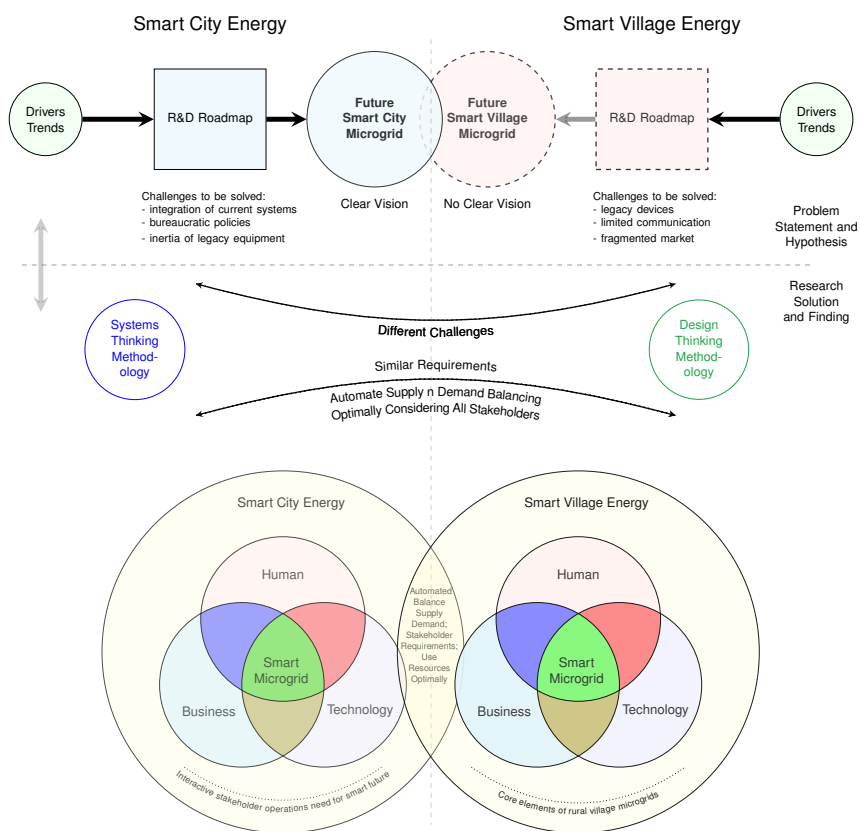 Smart City Energy
Smart Village Energy
Drivers
Trends
R&D Roadmap
Future
Smart City
Microgrid
Future
Smart Village
Microgrid
R&D Roadmap
Drivers
Trends
Challenges to be solved:
- integration of current systems
- bureaucratic policies
- inertia of legacy equipment
Clear Vision
No Clear Vision
Challenges to be solved:
- legacy devices
- limited communication
- fragmented market
Problem
Statement and
Hypothesis
Research
Solution
and Finding
Systems
Thinking
Method-
ology
Different Challenges
Similar Requirements
Automate Supply n Demand Balancing
Optimally Considering All Stakeholders
Design
Thinking
Method-
ology
Smart City Energy
Human
Smart
Microgrid
Business
Technology
Interactive stakeholder operations need for smart future
Automated
Balance
Supply
Demand;
Stakeholder
Requirements;
Use
Resources
Optimally
Smart Village Energy
Human
Smart
Microgrid
Business
Technology
Core elements of rural village microgrids